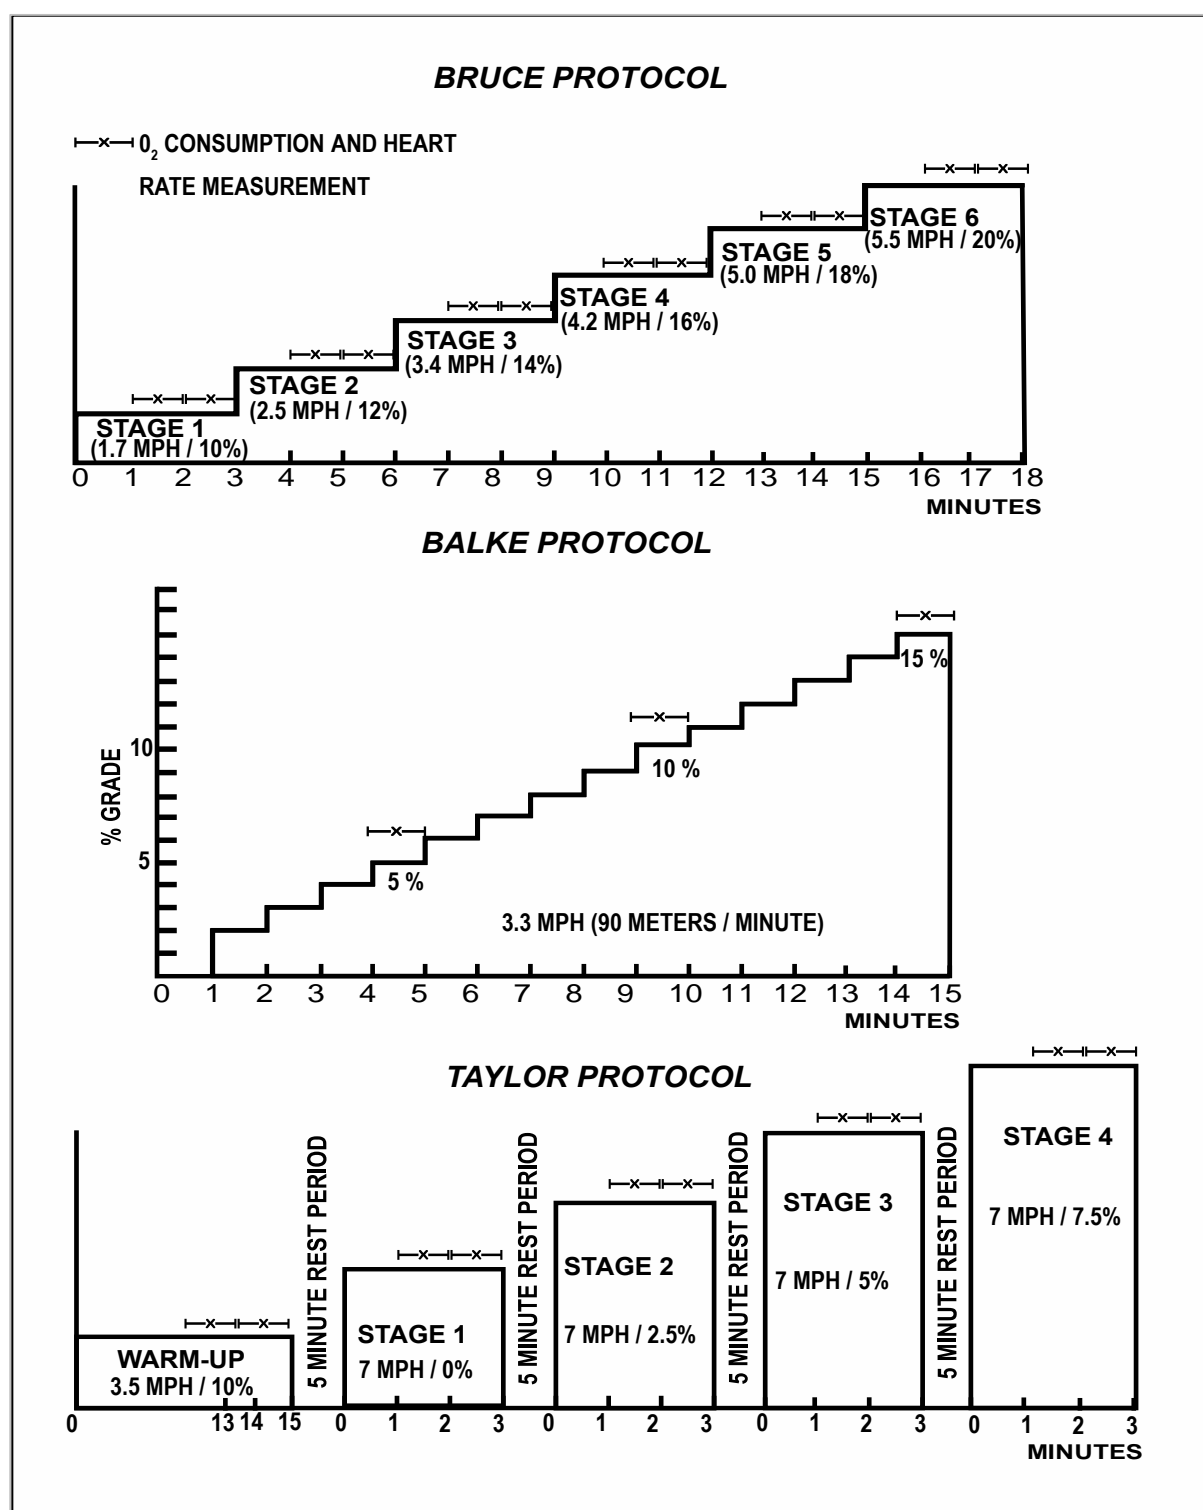 BRUCE PROTOCOL
0₂ CONSUMPTION AND HEART
RATE MEASUREMENT
STAGE 6
(5.5 MPH / 20%)
STAGE 5
(5.0 MPH / 18%)
STAGE 4
(4.2 MPH / 16%)
STAGE 3
(3.4 MPH / 14%)
STAGE 2
(2.5 MPH / 12%)
STAGE 1
(1.7 MPH / 10%)
0 1 2 3 4 5 6 7 8 9 10 11 12 13 14 15 16 17 18
MINUTES
BALKE PROTOCOL
% GRADE
10
5
15 %
10 %
5 %
3.3 MPH (90 METERS / MINUTE)
0 1 2 3 4 5 6 7 8 9 10 11 12 13 14 15
MINUTES
TAYLOR PROTOCOL
WARM-UP
3.5 MPH / 10%
0 13 14 15
5 MINUTE REST PERIOD
STAGE 1
7 MPH / 0%
0 1 2 3
5 MINUTE REST PERIOD
STAGE 2
7 MPH / 2.5%
0 1 2 3
5 MINUTE REST PERIOD
STAGE 3
7 MPH / 5%
0 1 2 3
5 MINUTE REST PERIOD
STAGE 4
7 MPH / 7.5%
0 1 2 3
MINUTES